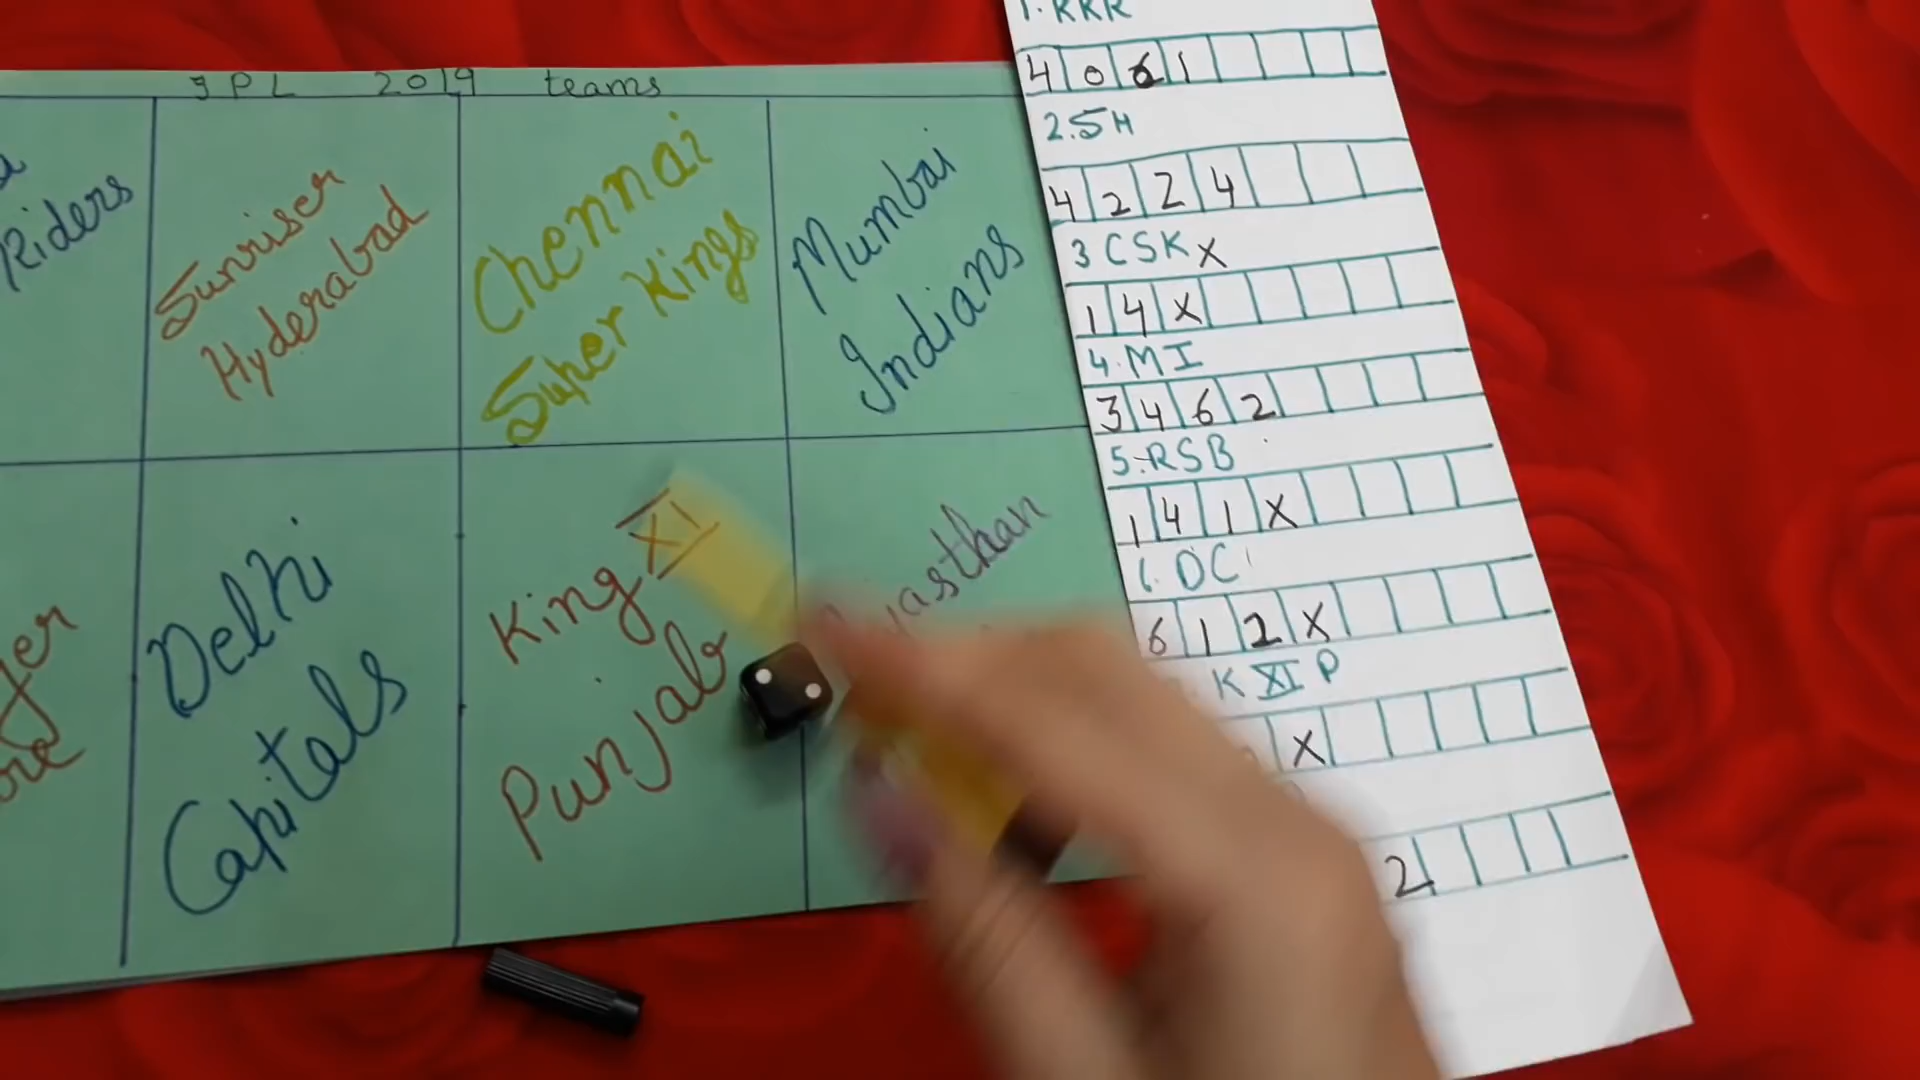 IPL 2019 teams
Riders
Sunriser
Hyderabad
Chennai
Super Kings
Mumbai
Indians
Delhi
Capitals
King XI
Punjab
1. KKR
4 0 6 1
2. SH
4 2 2 4
3 CSK X
1 4 X
4. MI
3 4 6 2
5. RSB
1 4 1 X
6. DC
6 1 2 X
K XI P
X
2